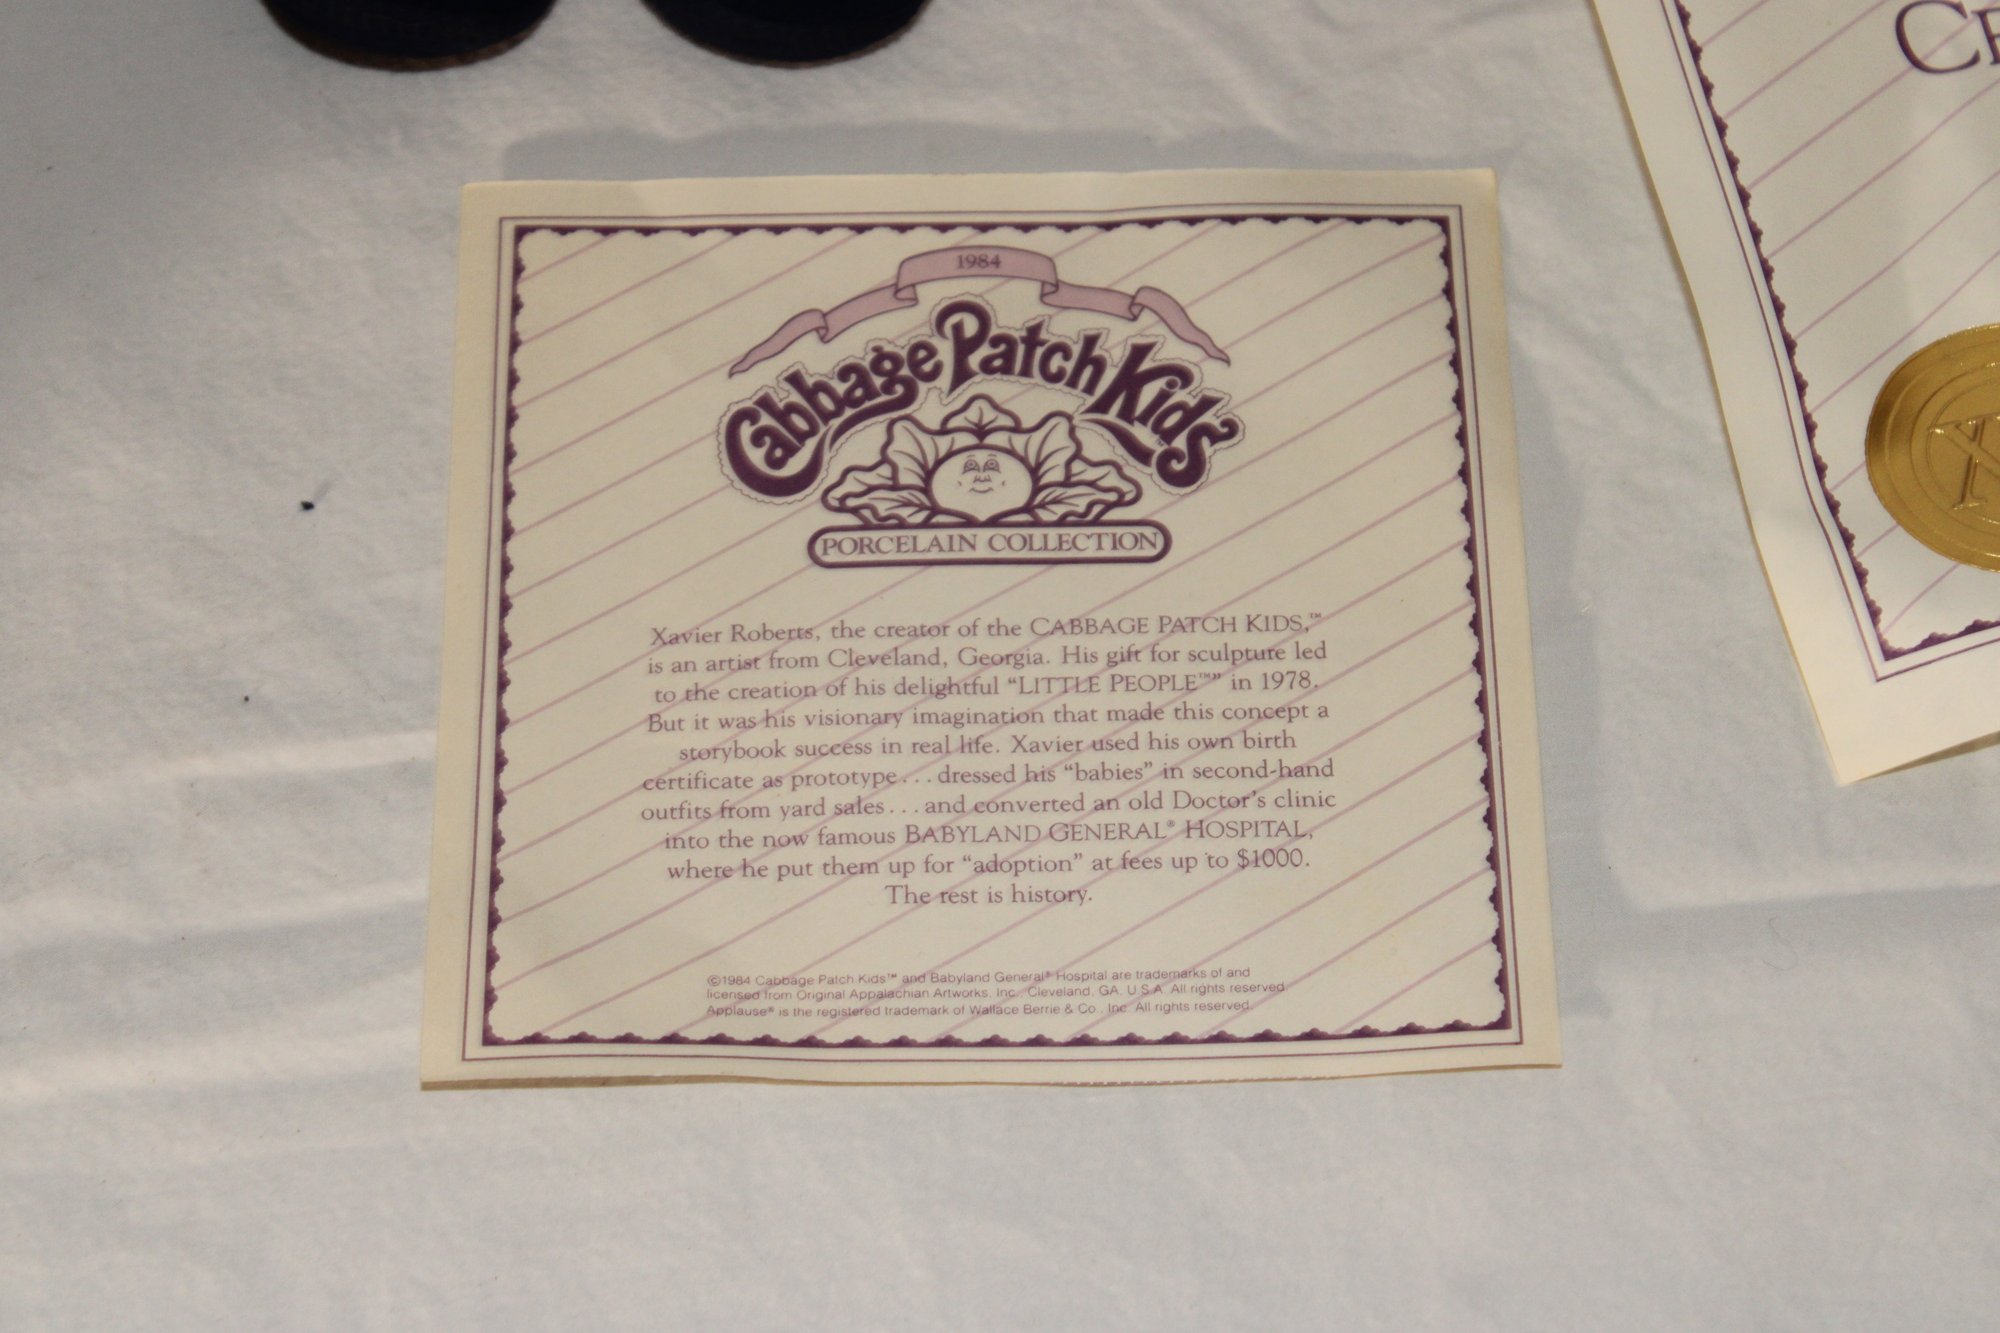 1984
Cabbage Patch Kids™
PORCELAIN COLLECTION
Xavier Roberts, the creator of the CABBAGE PATCH KIDS,™
is an artist from Cleveland, Georgia. His gift for sculpture led
to the creation of his delightful “LITTLE PEOPLE™” in 1978.
But it was his visionary imagination that made this concept a
storybook success in real life. Xavier used his own birth
certificate as prototype...dressed his “babies” in second-hand
outfits from yard sales...and converted an old Doctor's clinic
into the now famous BABYLAND GENERAL® HOSPITAL,
where he put them up for “adoption” at fees up to $1000.
The rest is history.
©1984 Cabbage Patch Kids™ and Babyland General® Hospital are trademarks of and
licensed from Original Appalachian Artworks, Inc., Cleveland, GA. U.S.A. All rights reserved.
Applause® is the registered trademark of Wallace Berrie & Co., Inc. All rights reserved.